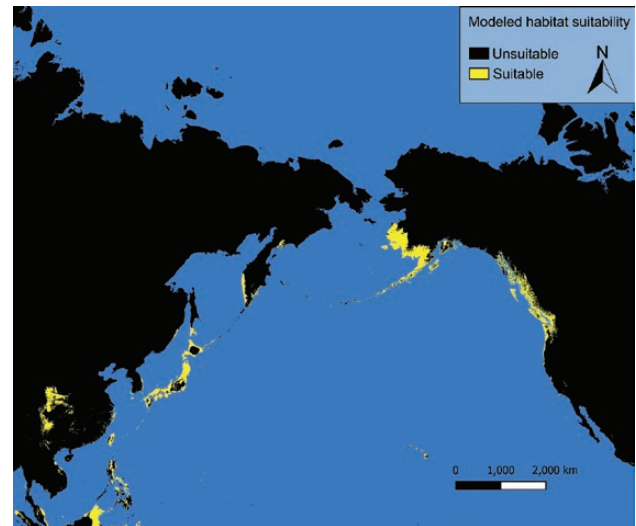 Modeled habitat suitability
Unsuitable
Suitable
N
0 1,000 2,000 km